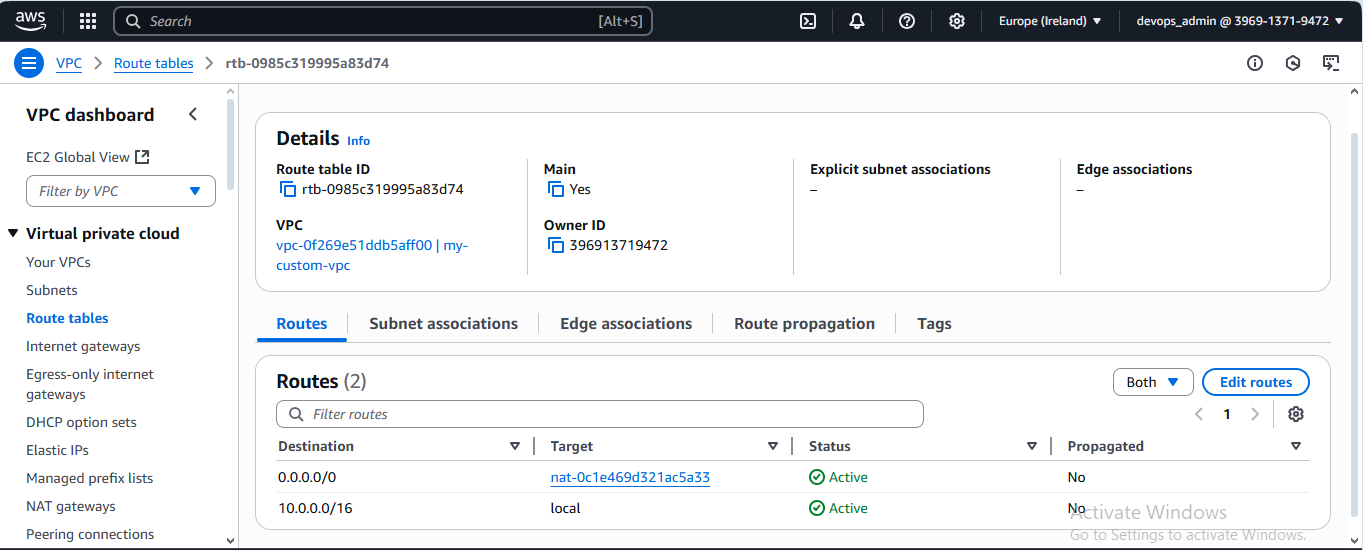 aws
Search [Alt+S] Europe (Ireland) devops_admin @ 3969-1371-9472
VPC Route tables rtb-0985c319995a83d74
VPC dashboard
EC2 Global View
Filter by VPC
Virtual private cloud
Your VPCs
Subnets
Route tables
Internet gateways
Egress-only internet
gateways
DHCP option sets
Elastic IPs
Managed prefix lists
NAT gateways
Peering connections
Details Info
Route table ID
rtb-0985c319995a83d74
VPC
vpc-0f269e51ddb5aff00 | my-
custom-vpc
Main
Yes
Owner ID
396913719472
Explicit subnet associations
–
Edge associations
–
Routes Subnet associations Edge associations Route propagation Tags
Routes (2) Both Edit routes
Filter routes 1
Destination Target Status Propagated
0.0.0.0/0 nat-0c1e469d321ac5a33 Active No
10.0.0.0/16 local Active No
Activate Windows
Go to Settings to activate Windows.